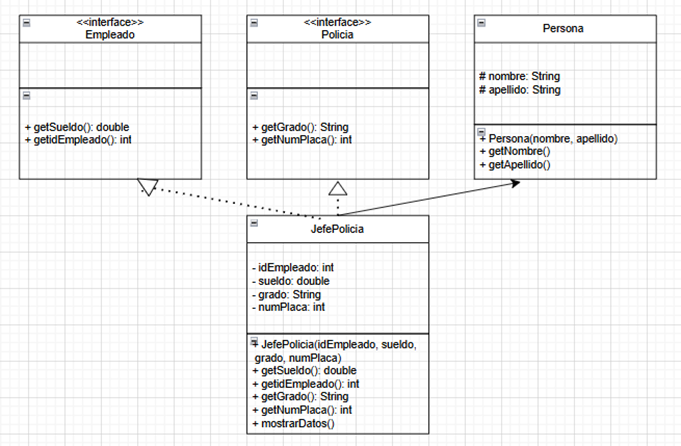 <<interface>>
Empleado
+ getSueldo(): double
+ getidEmpleado(): int
<<interface>>
Policia
+ getGrado(): String
+ getNumPlaca(): int
Persona
# nombre: String
# apellido: String
+ Persona(nombre, apellido)
+ getNombre()
+ getApellido()
JefePolicia
- idEmpleado: int
- sueldo: double
- grado: String
- numPlaca: int
+ JefePolicia(idEmpleado, sueldo,
grado, numPlaca)
+ getSueldo(): double
+ getidEmpleado(): int
+ getGrado(): String
+ getNumPlaca(): int
+ mostrarDatos()